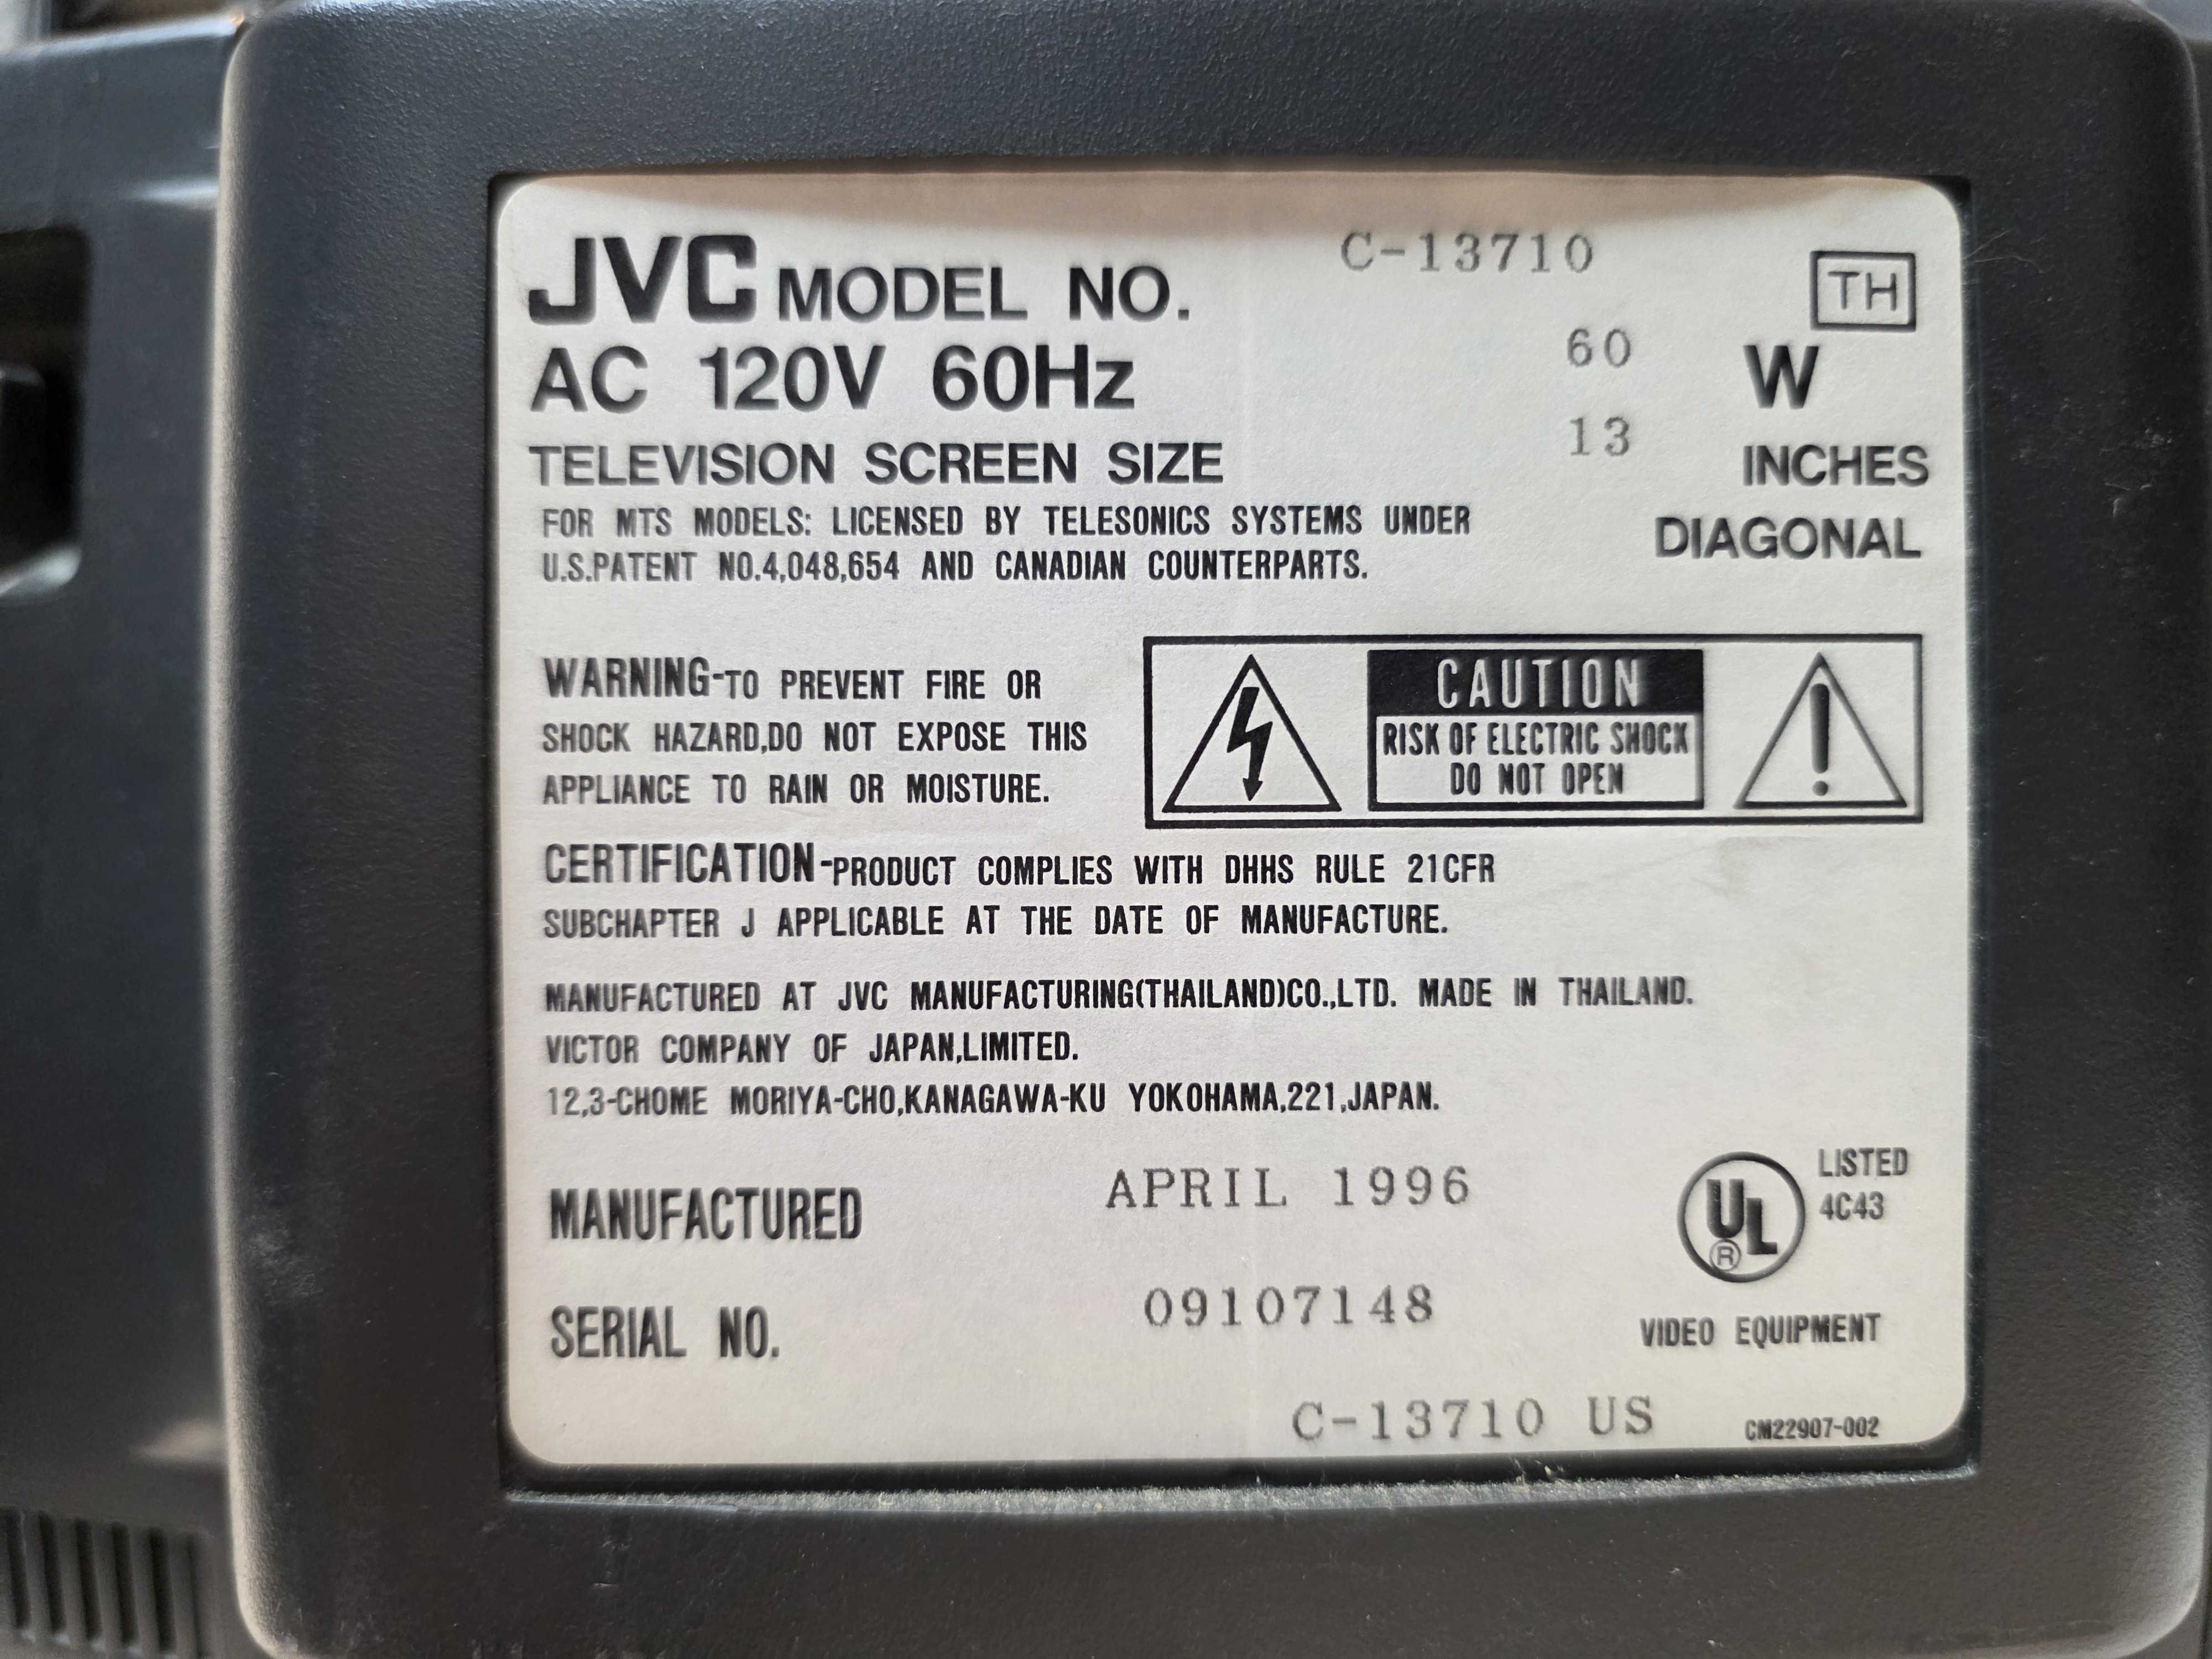 JVC MODEL NO. C-13710
TH
AC 120V 60Hz 60 W
TELEVISION SCREEN SIZE 13 INCHES
DIAGONAL
FOR MTS MODELS: LICENSED BY TELESONICS SYSTEMS UNDER
U.S.PATENT NO.4,048,654 AND CANADIAN COUNTERPARTS.
WARNING-TO PREVENT FIRE OR
SHOCK HAZARD,DO NOT EXPOSE THIS
APPLIANCE TO RAIN OR MOISTURE.
CAUTION
RISK OF ELECTRIC SHOCK
DO NOT OPEN
CERTIFICATION-PRODUCT COMPLIES WITH DHHS RULE 21CFR
SUBCHAPTER J APPLICABLE AT THE DATE OF MANUFACTURE.
MANUFACTURED AT JVC MANUFACTURING(THAILAND)CO.,LTD. MADE IN THAILAND.
VICTOR COMPANY OF JAPAN,LIMITED.
12,3-CHOME MORIYA-CHO,KANAGAWA-KU YOKOHAMA,221,JAPAN.
MANUFACTURED APRIL 1996
SERIAL NO. 09107148
UL ®
LISTED
4C43
VIDEO EQUIPMENT
C-13710 US
CM22907-002